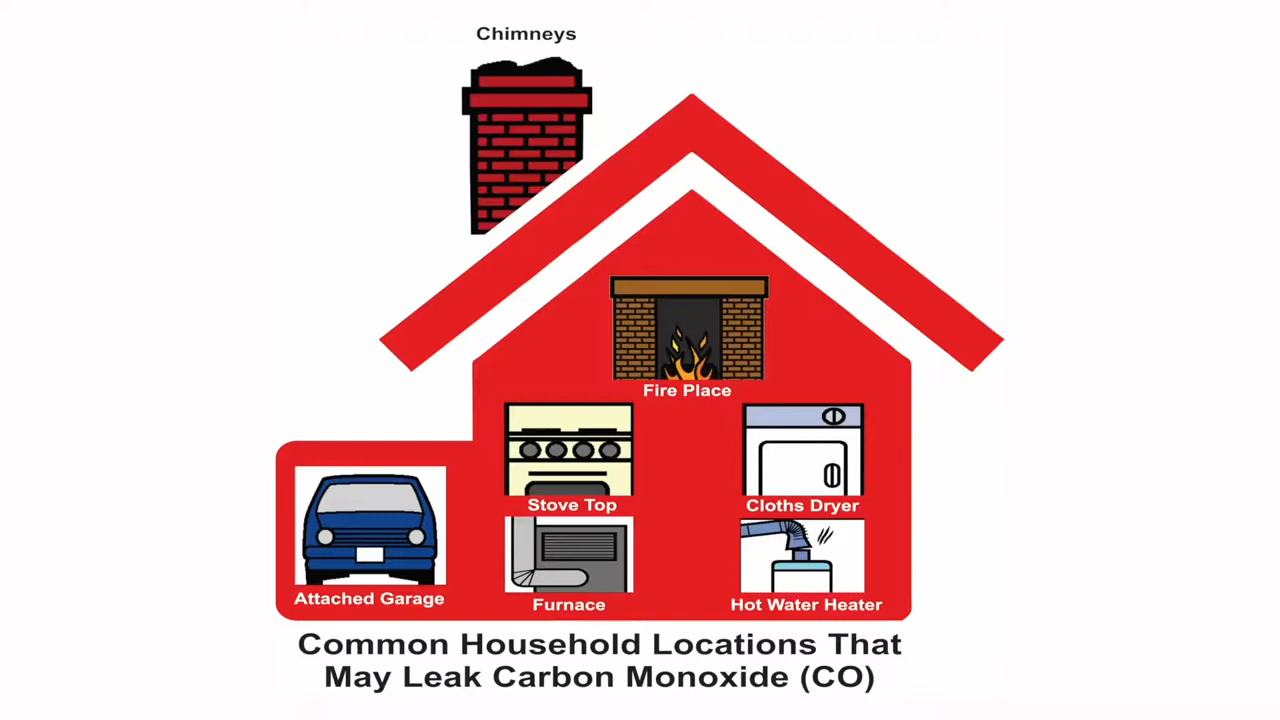 Chimneys
Fire Place
Stove Top
Cloths Dryer
Attached Garage
Furnace
Hot Water Heater
Common Household Locations That
May Leak Carbon Monoxide (CO)